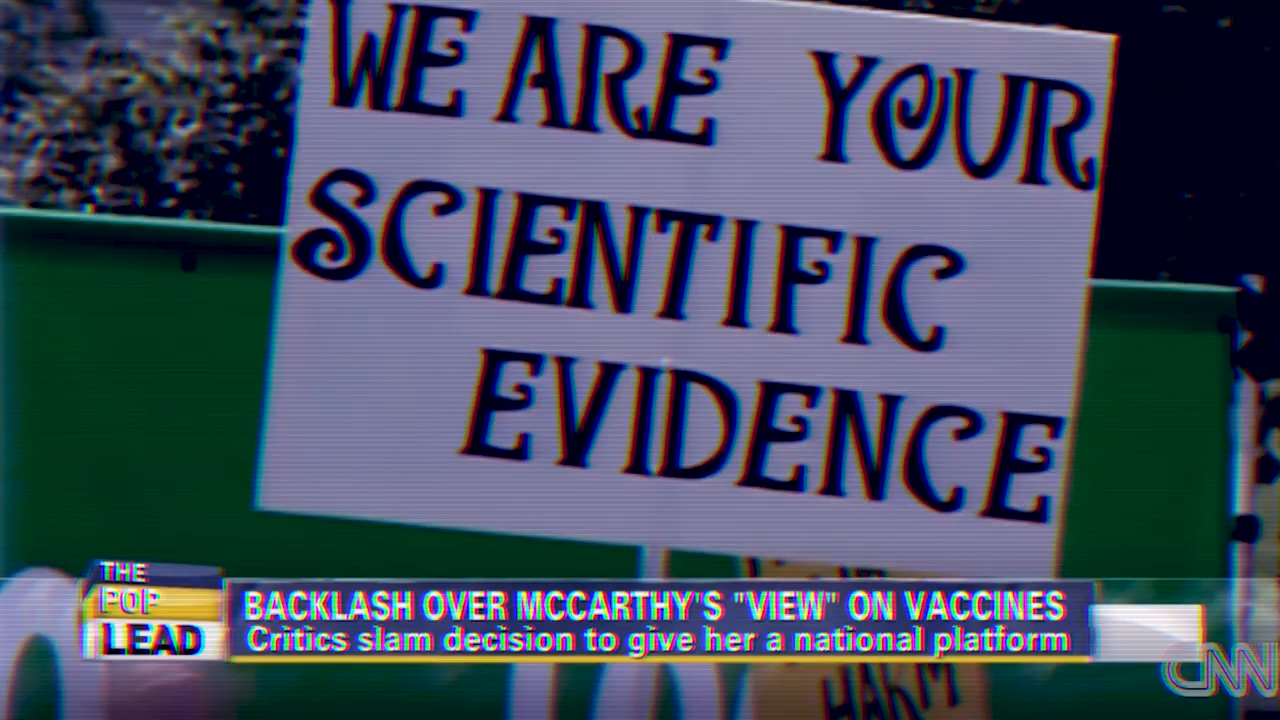 WE ARE YOUR
SCIENTIFIC
EVIDENCE
THE
POP
LEAD
BACKLASH OVER MCCARTHY'S "VIEW" ON VACCINES
Critics slam decision to give her a national platform
CNN
HARM